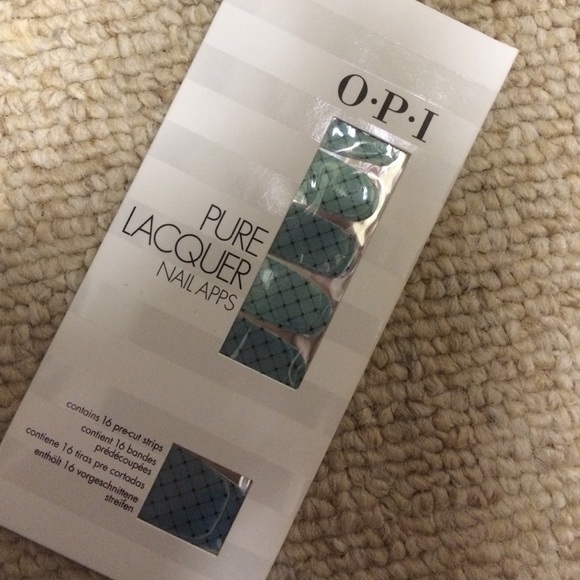 O·P·I
PURE
LACQUER
NAIL APPS
contains 16 pre-cut strips
contient 16 bandes
prédécoupées
contiene 16 tiras pre cortadas
enthält 16 vorgeschnittene
streifen